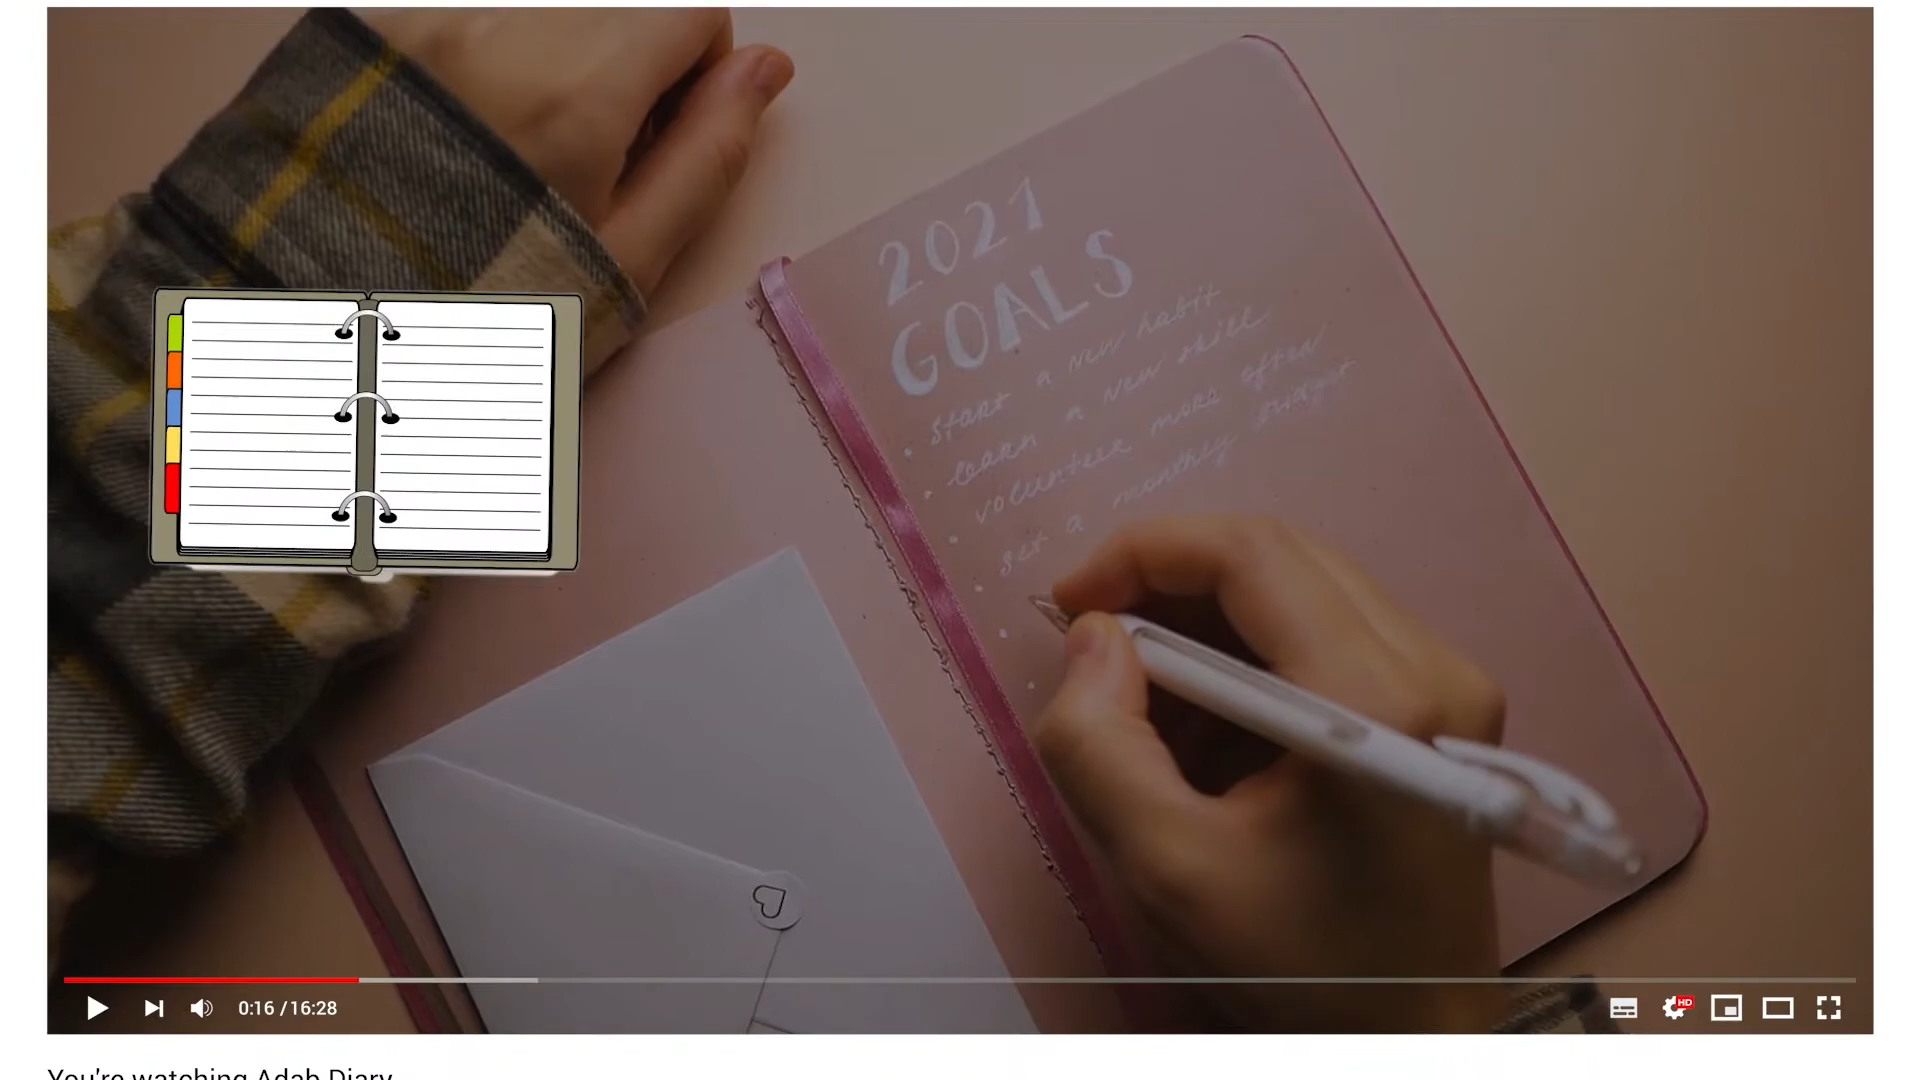 2021
GOALS
• start a new habit
• learn a new skill
• volunteer more often
• set a monthly budget
0:16 / 16:28
HD
You're watching Adab Diary